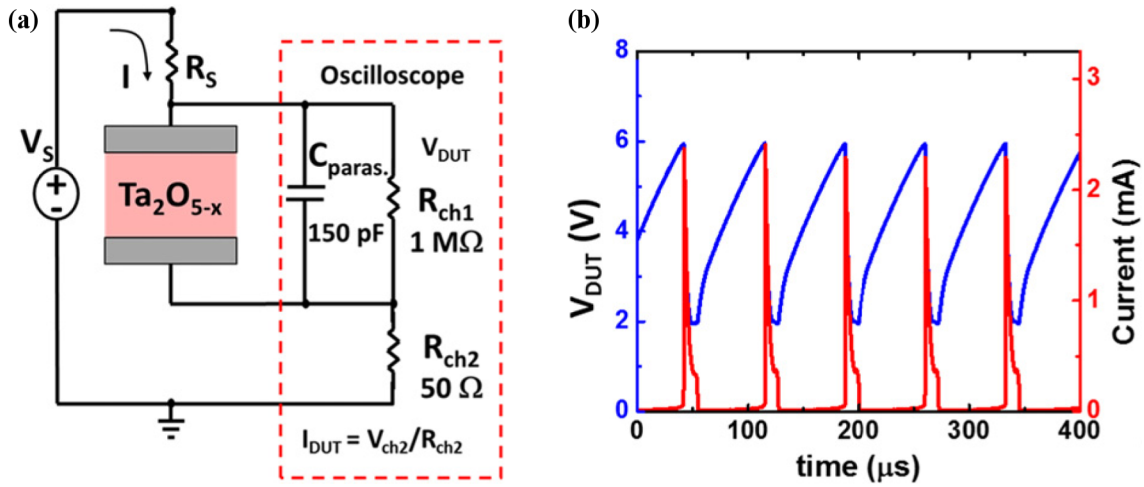 (a)
I
R_S
Oscilloscope
V_S
+
-
Ta₂O₅₋ₓ
C_paras.
150 pF
V_DUT
R_ch1
1 MΩ
R_ch2
50 Ω
I_DUT = V_ch2/R_ch2
(b)
8
6
4
2
0
V_DUT (V)
3
2
1
0
Current (mA)
0 100 200 300 400
time (μs)